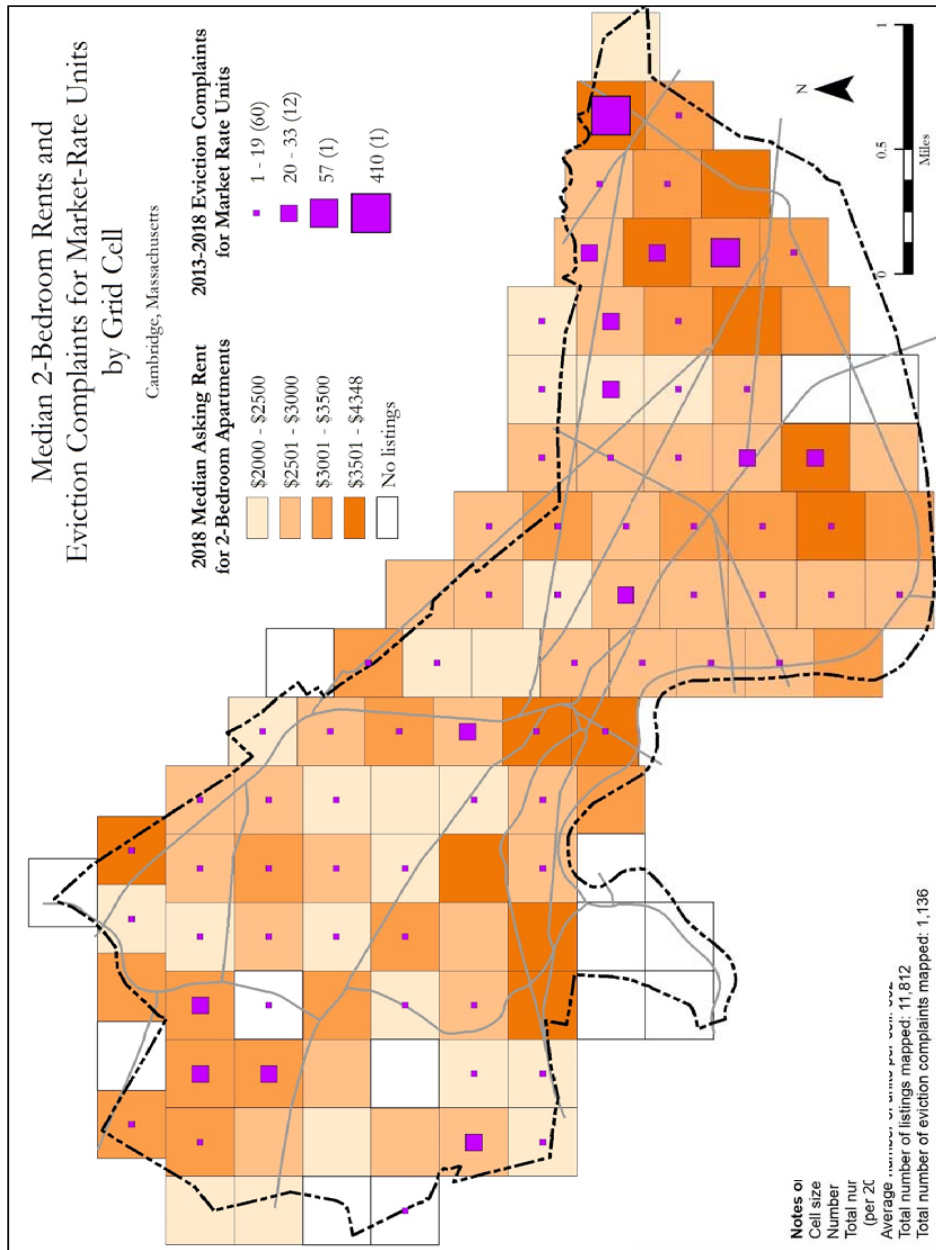 Median 2-Bedroom Rents and
Eviction Complaints for Market-Rate Units
by Grid Cell
Cambridge, Massachusetts
2018 Median Asking Rent
for 2-Bedroom Apartments
$2000 - $2500
$2501 - $3000
$3001 - $3500
$3501 - $4348
No listings
2013-2018 Eviction Complaints
for Market Rate Units
1 - 19 (60)
20 - 33 (12)
57 (1)
410 (1)
N
0 0.5 1
Miles
Notes
Cell size
Number
Total
(per
Average
Total number of listings mapped: 11,812
Total number of eviction complaints mapped: 1,136